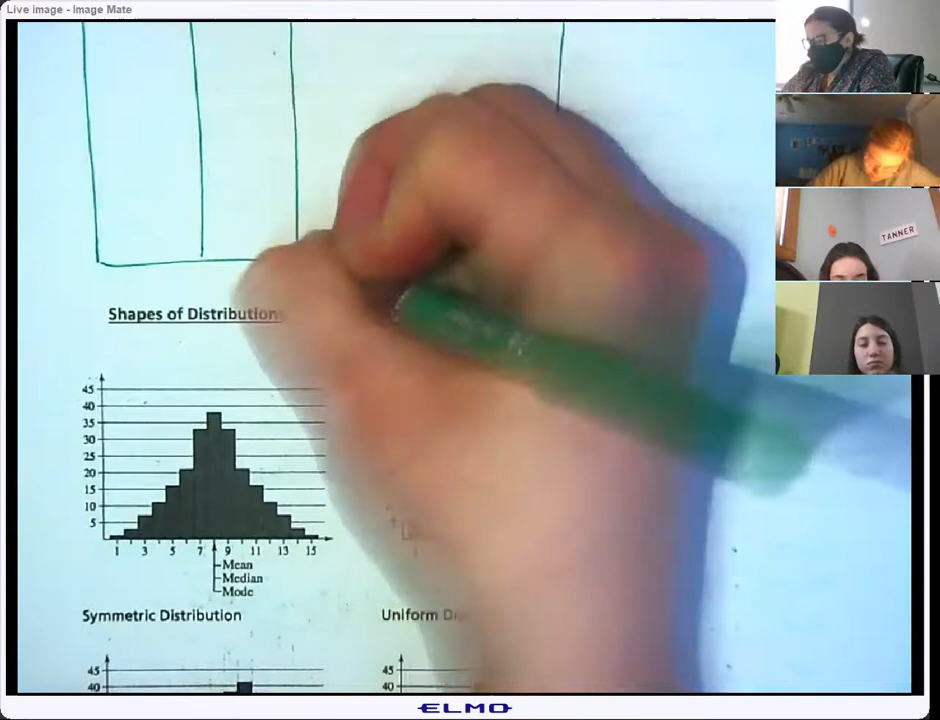 Live image - Image Mate
TANNER
Shapes of Distribution
45
40
35
30
25
20
15
10
5
1 3 5 7 9 11 13 15
Mean
Median
Mode
Symmetric Distribution
Uniform
45
40
45
40
ELMO